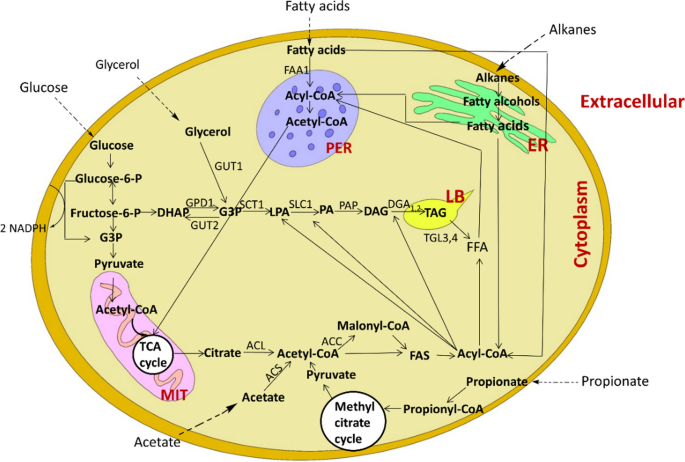 Fatty acids
Alkanes
Glycerol
Fatty acids
FAA1
Alkanes
Glucose
Acyl-CoA
Fatty alcohols
Extracellular
Acetyl-CoA
Fatty acids
Glycerol
PER
ER
Glucose
GUT1
Glucose-6-P
LB
Cytoplasm
GPD1
SCT1
SLC1
PAP
DGA1,2
Fructose-6-P
DHAP
G3P
LPA
PA
DAG
TAG
2 NADPH
GUT2
G3P
TGL3,4
FFA
Pyruvate
Acetyl-CoA
Malonyl-CoA
TCA
cycle
Citrate
ACL
Acetyl-CoA
ACC
FAS
Acyl-CoA
ACS
Pyruvate
MIT
Acetate
Propionate
Propionate
Methyl
citrate
cycle
Propionyl-CoA
Acetate